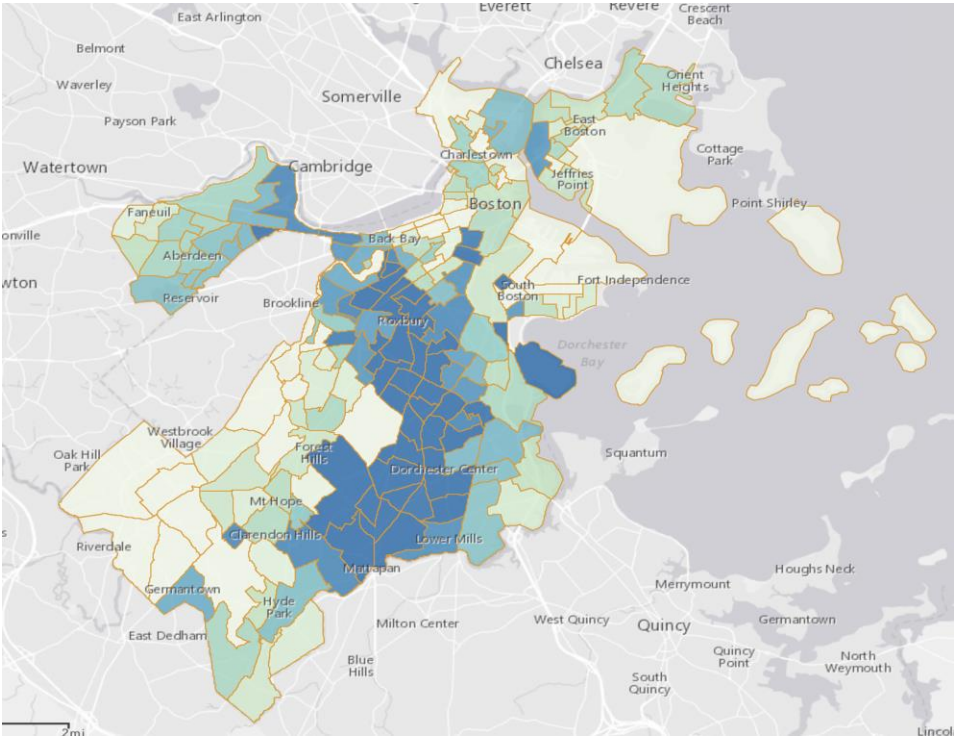 Everett
Revere
Crescent
Beach
East Arlington
Belmont
Chelsea
Waverley
Somerville
Orient
Heights
Payson Park
East
Boston
Charlestown
Cottage
Park
Watertown
Cambridge
Jeffries
Point
Faneuil
Boston
Point Shirley
onville
Back Bay
Aberdeen
wton
Fort Independence
South
Boston
Reservoir
Brookline
Roxbury
Dorchester
Bay
Westbrook
Village
Oak Hill
Park
Forest
Hills
Squantum
Dorchester Center
Mt Hope
s
Clarendon Hills
Lower Mills
Riverdale
Mattapan
Houghs Neck
Germantown
Merrymount
Hyde
Park
Milton Center
West Quincy
Quincy
Germantown
East Dedham
Quincy
Point
North
Weymouth
Blue
Hills
South
Quincy
2mi
Lincol